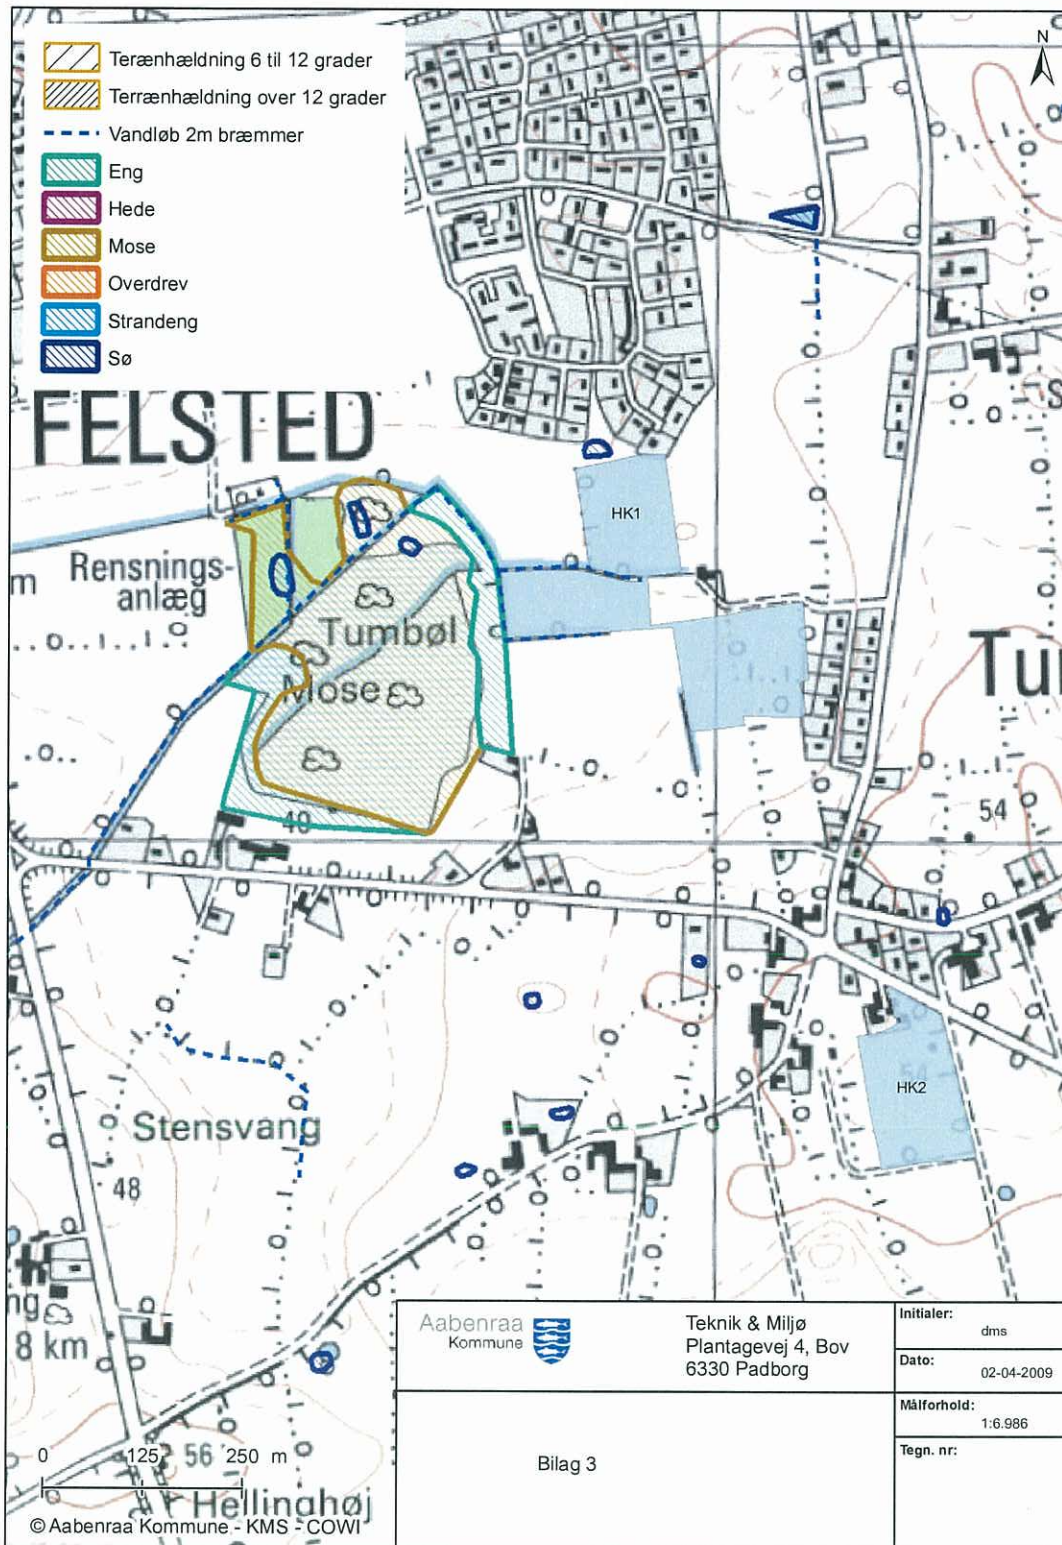 N
Terænhældning 6 til 12 grader
Terrænhældning over 12 grader
Vandløb 2m bræmmer
Eng
Hede
Mose
Overdrev
Strandeng
Sø
FELSTED
HK1
Rensnings-
anlæg
m
Tumbøl
Mose
54
54
HK2
Stensvang
48
ng
8 km
0 125 250 m
56
Hellinghøj
© Aabenraa Kommune - KMS - COWI
Aabenraa
Kommune
Teknik & Miljø
Plantagevej 4, Bov
6330 Padborg
Initialer:
dms
Dato:
02-04-2009
Målforhold:
1:6.986
Tegn. nr:
Bilag 3